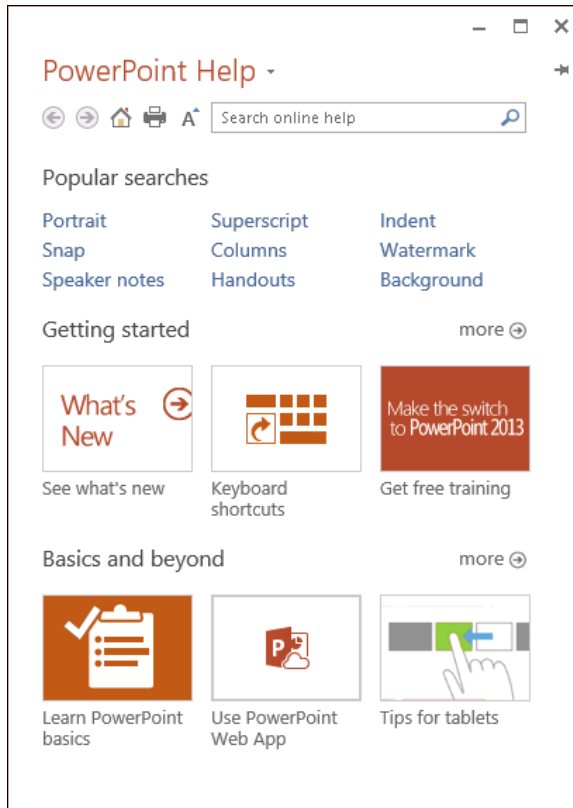 PowerPoint Help
A
Search online help
Popular searches
Portrait Superscript Indent
Snap Columns Watermark
Speaker notes Handouts Background
Getting started more
What's
New
Make the switch
to PowerPoint 2013
See what's new Keyboard
shortcuts Get free training
Basics and beyond more
P
Learn PowerPoint
basics Use PowerPoint
Web App Tips for tablets